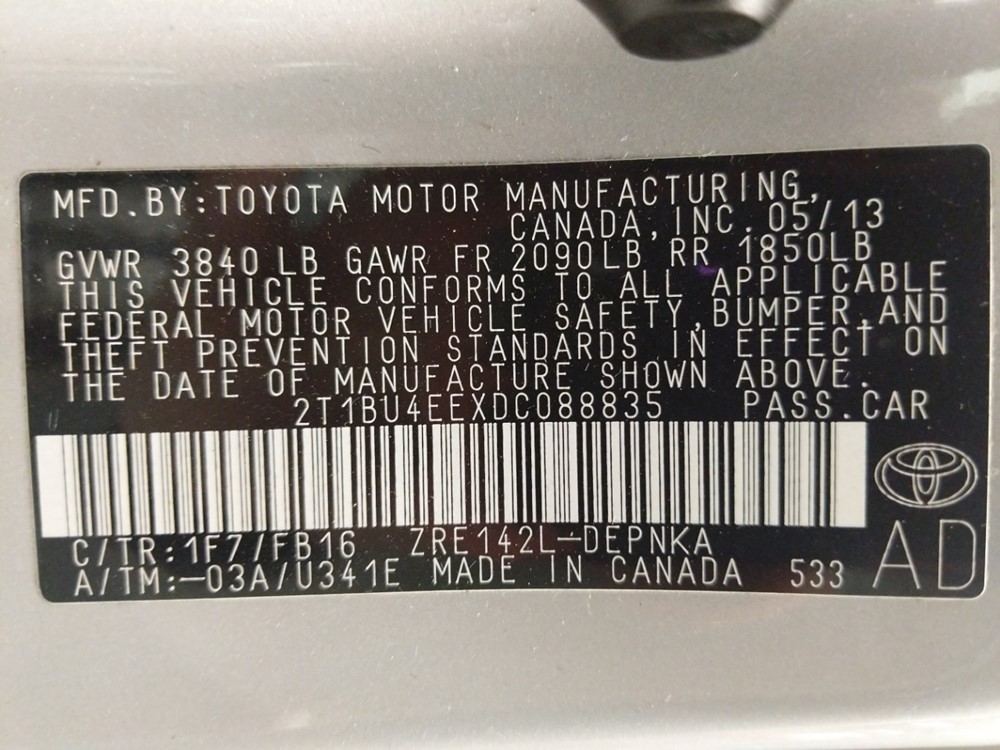 MFD.BY:TOYOTA MOTOR MANUFACTURING,
CANADA,INC. 05/13
GVWR 3840LB GAWR FR 2090LB RR 1850LB
THIS VEHICLE CONFORMS TO ALL APPLICABLE
FEDERAL MOTOR VEHICLE SAFETY,BUMPER,AND
THEFT PREVENTION STANDARDS IN EFFECT ON
THE DATE OF MANUFACTURE SHOWN ABOVE.
2T1BU4EEXDC088835 PASS.CAR
C/TR:1F7/FB16 ZRE142L-DEPNKA
A/TM:-03A/U341E MADE IN CANADA 533 AD